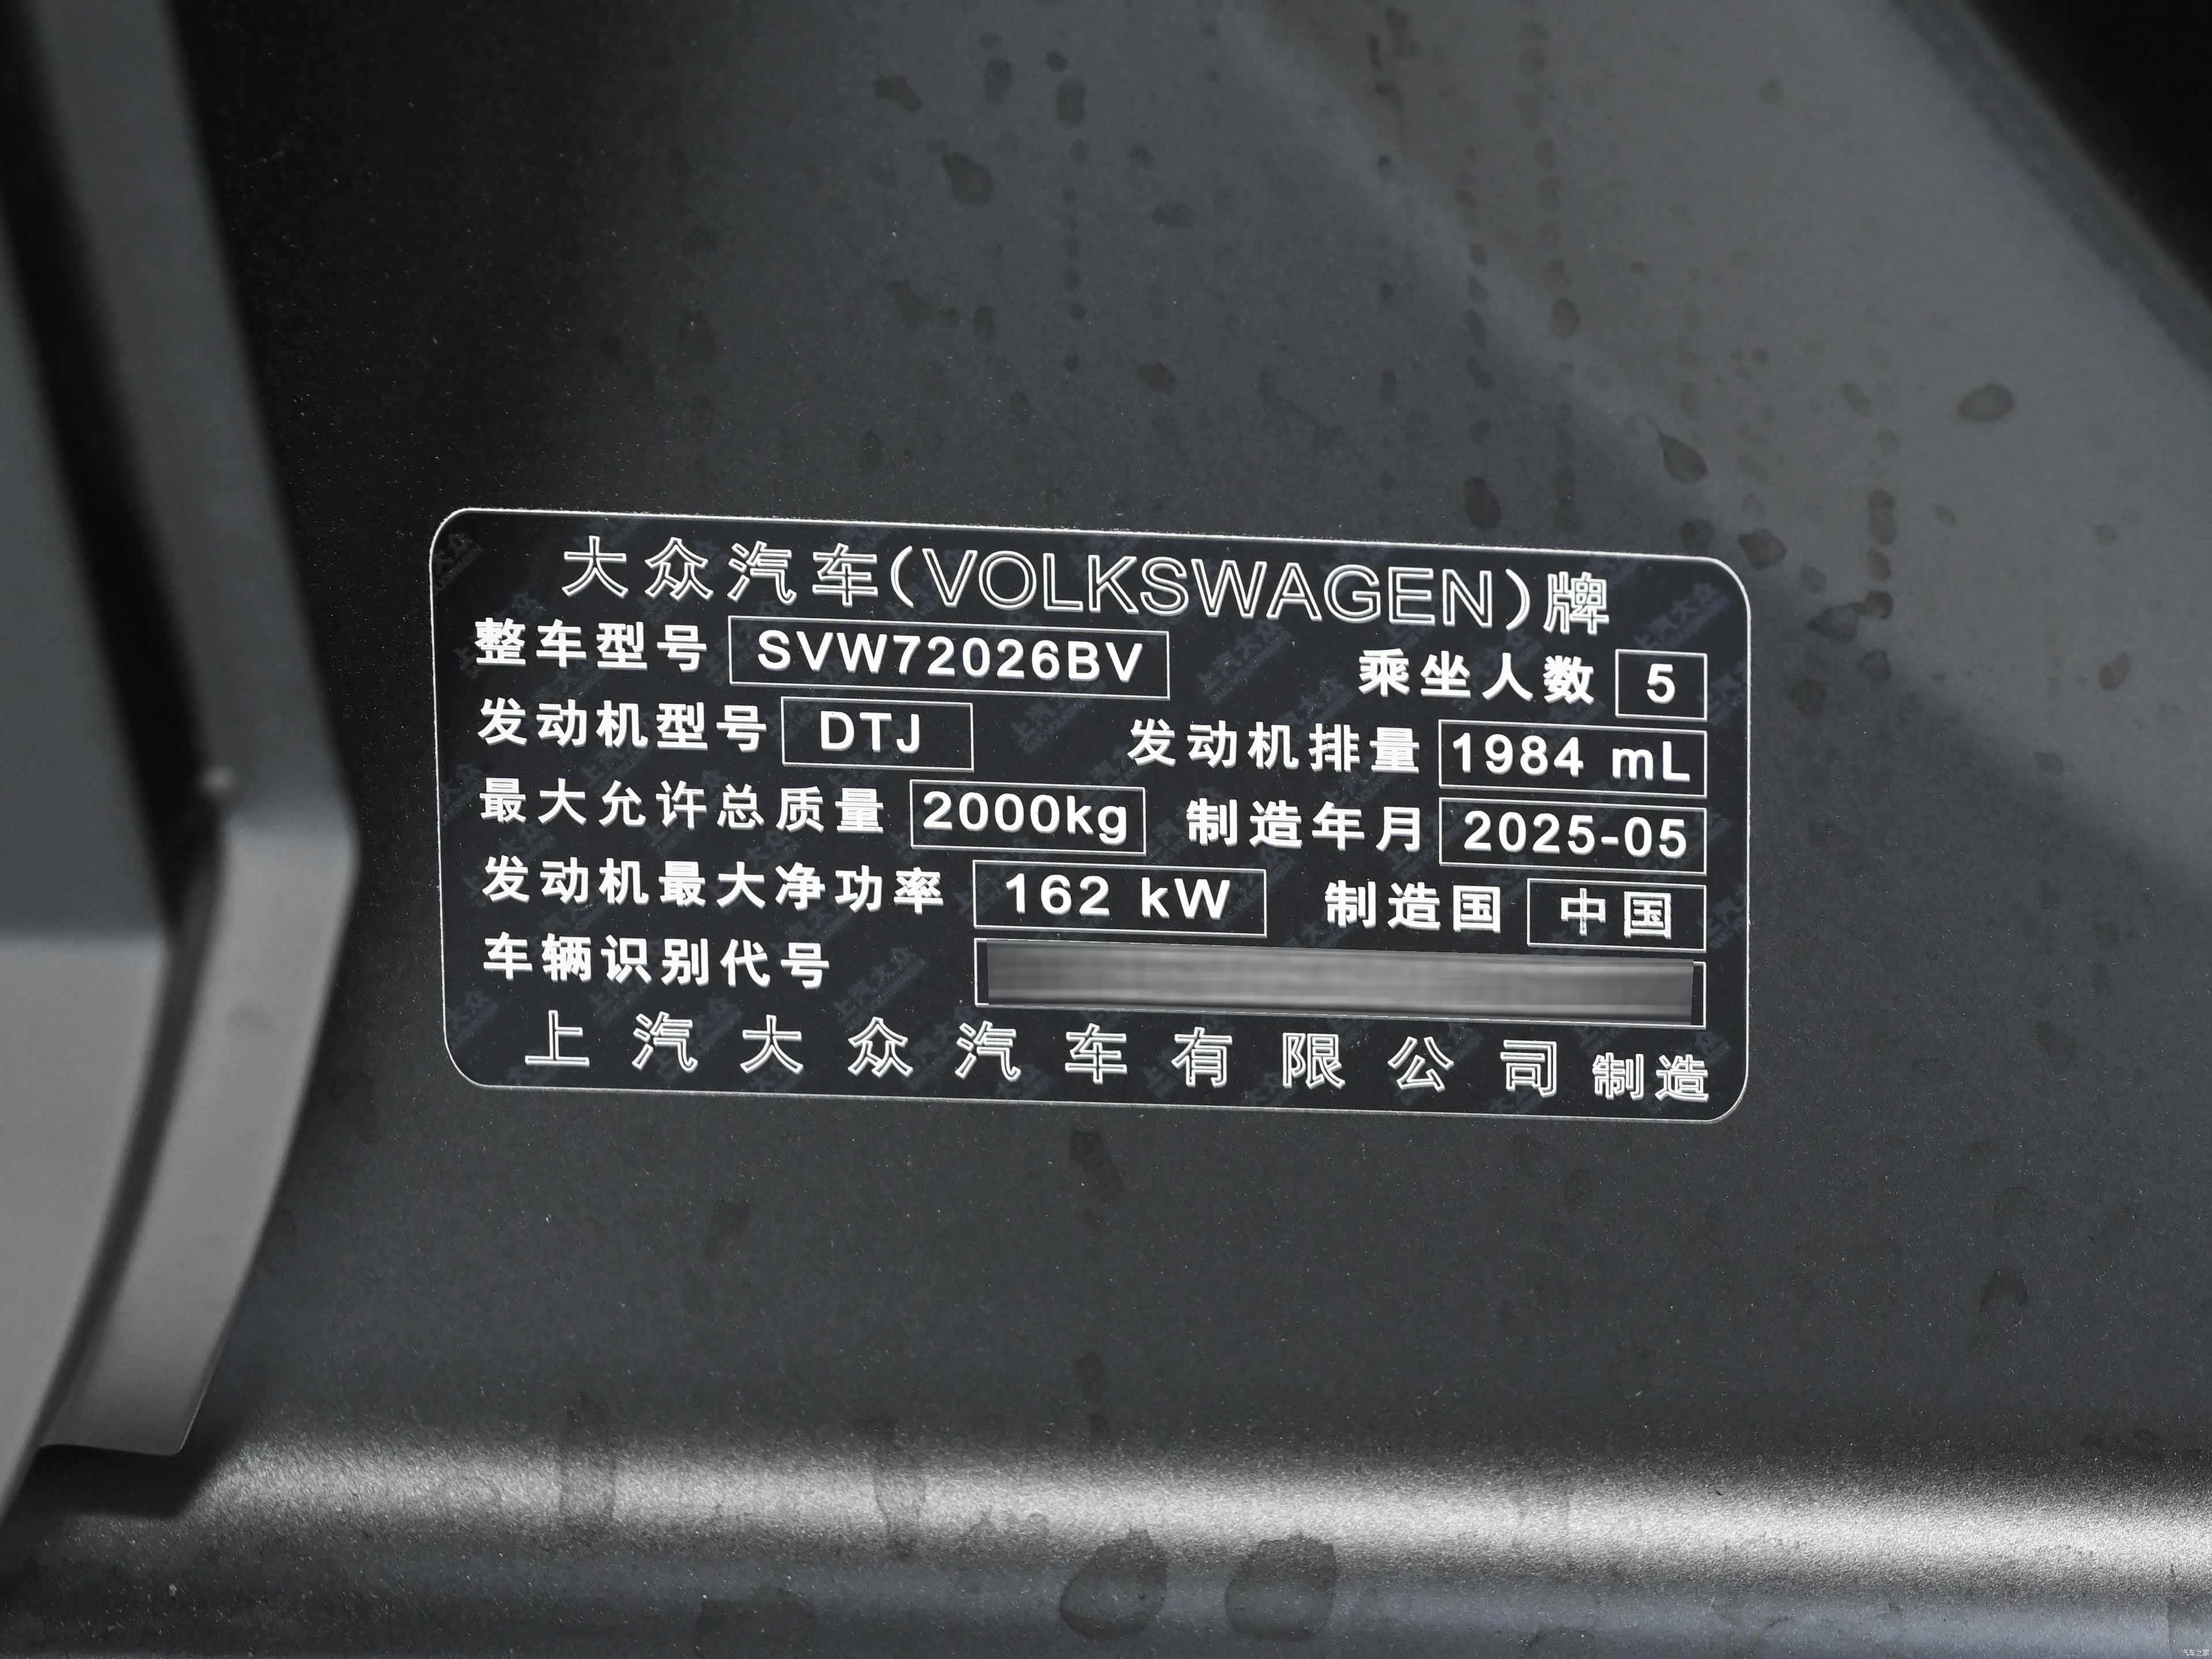 大众汽车(VOLKSWAGEN)牌
整车型号 SVW72026BV 乘坐人数 5
发动机型号 DTJ 发动机排量 1984 mL
最大允许总质量 2000kg 制造年月 2025-05
发动机最大净功率 162 kW 制造国 中国
车辆识别代号
上汽大众汽车有限公司制造
汽车之家